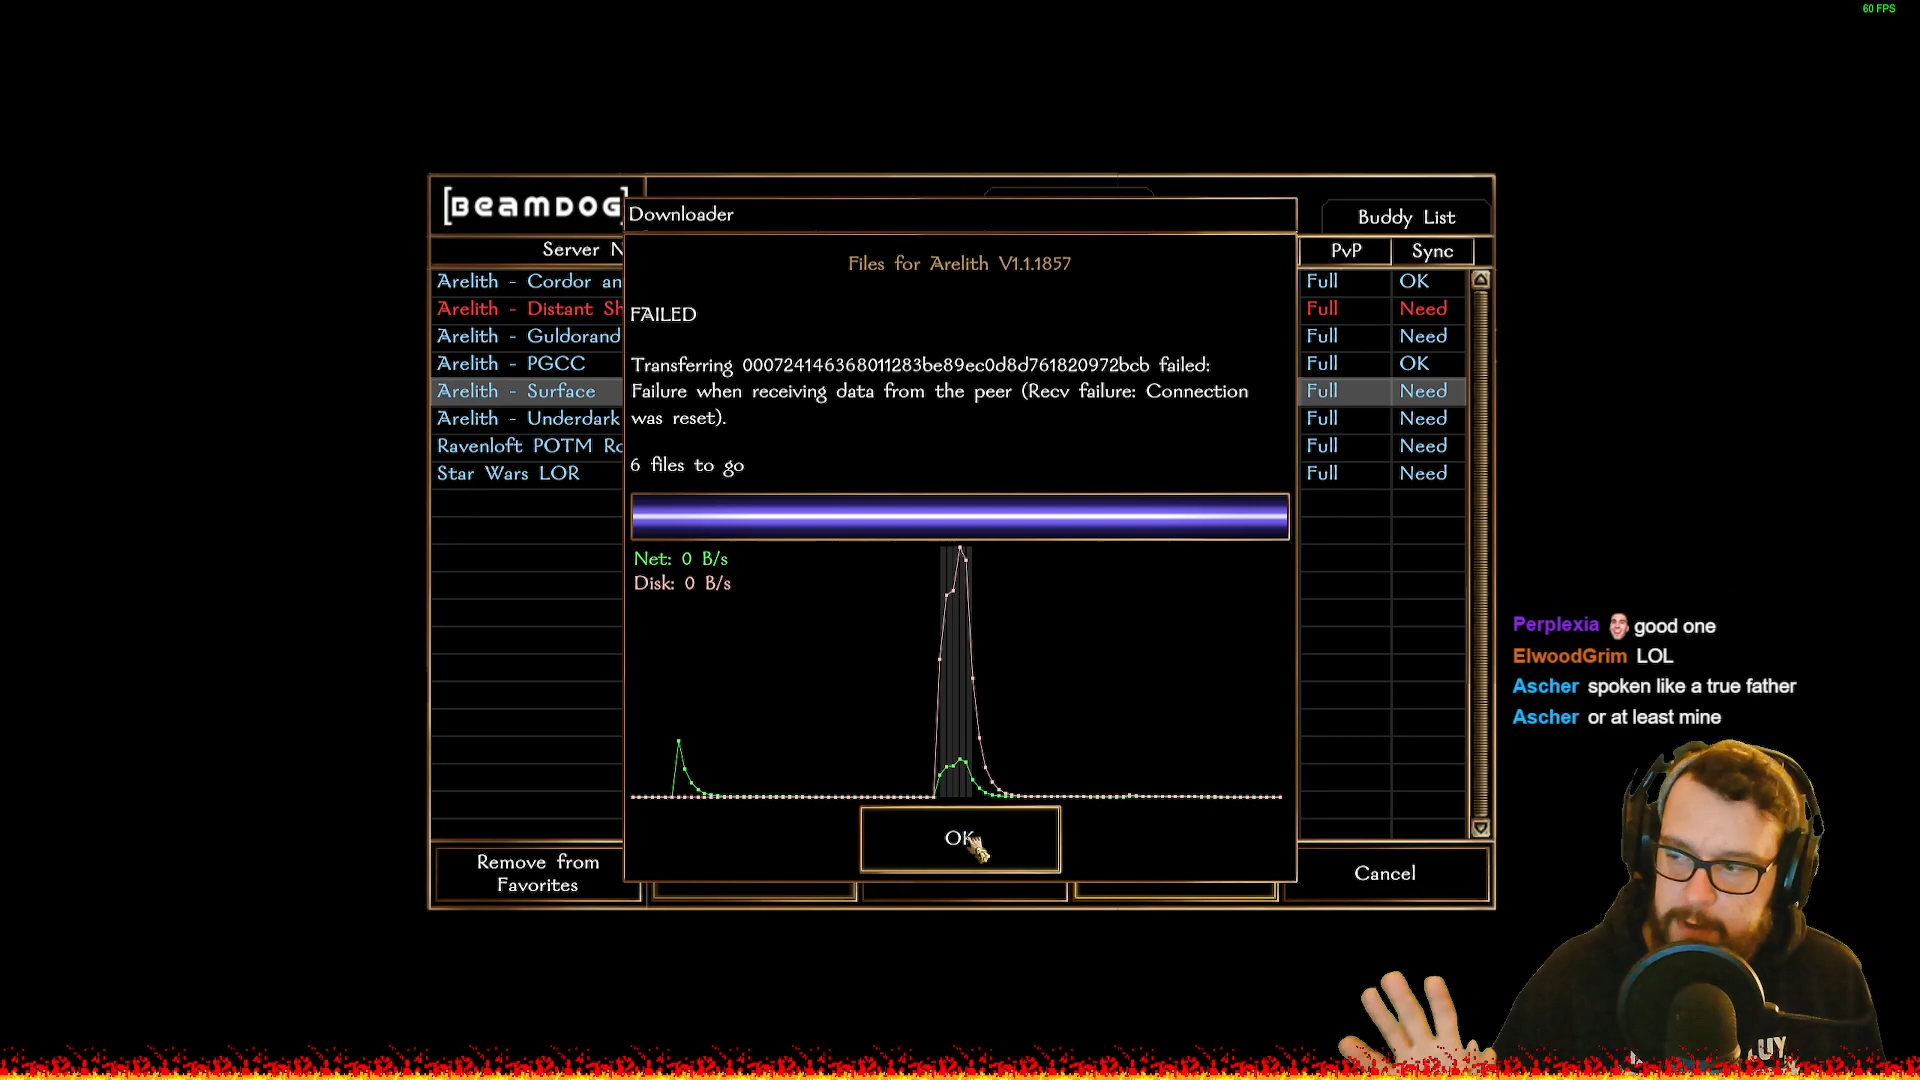 60 FPS
[BEAMDOG]
Downloader
Buddy List
Server N
PvP
Sync
Files for Arelith V1.1.1857
Arelith - Cordor an
Full
OK
Arelith - Distant Sh
Full
Need
FAILED
Arelith - Guldorand
Full
Need
Arelith - PGCC
Full
OK
Transferring 000724146368011283be89ec0d8d761820972bcb failed:
Failure when receiving data from the peer (Recv failure: Connection
was reset).
Arelith - Surface
Full
Need
Arelith - Underdark
Full
Need
Ravenloft POTM Ro
Full
Need
6 files to go
Star Wars LOR
Full
Need
Net: 0 B/s
Disk: 0 B/s
OK
Remove from
Favorites
Cancel
Perplexia good one
ElwoodGrim LOL
Ascher spoken like a true father
Ascher or at least mine